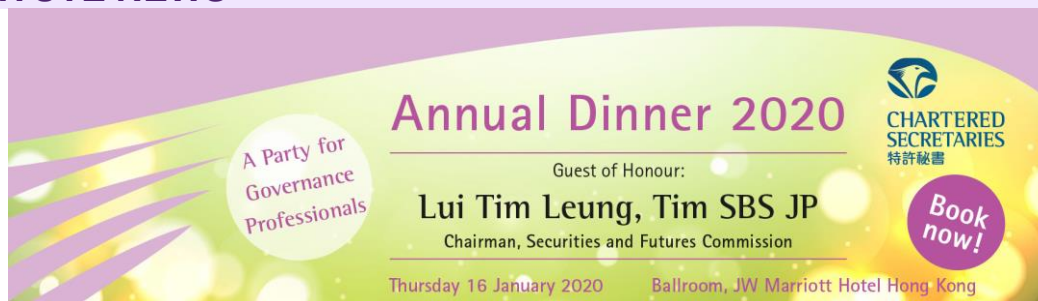 Annual Dinner 2020
A Party for
Governance
Professionals
Guest of Honour:
Lui Tim Leung, Tim SBS JP
Chairman, Securities and Futures Commission
Thursday 16 January 2020 Ballroom, JW Marriott Hotel Hong Kong
CHARTERED
SECRETARIES
特許秘書
Book
now!